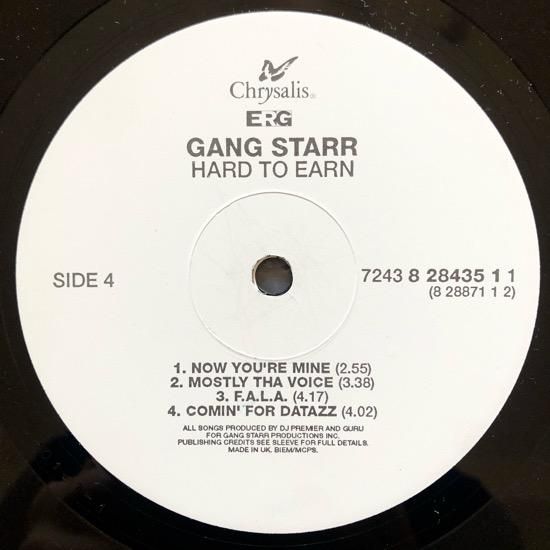 Chrysalis®
ERG
GANG STARR
HARD TO EARN
SIDE 4
7243 8 28435 1 1
(8 28871 1 2)
1. NOW YOU'RE MINE (2.55)
2. MOSTLY THA VOICE (3.38)
3. F.A.L.A. (4.17)
4. COMIN' FOR DATAZZ (4.02)
ALL SONGS PRODUCED BY DJ PREMIER AND GURU
FOR GANG STARR PRODUCTIONS INC.
PUBLISHING CREDITS SEE SLEEVE FOR FULL DETAILS.
MADE IN UK. BIEM/MCPS.